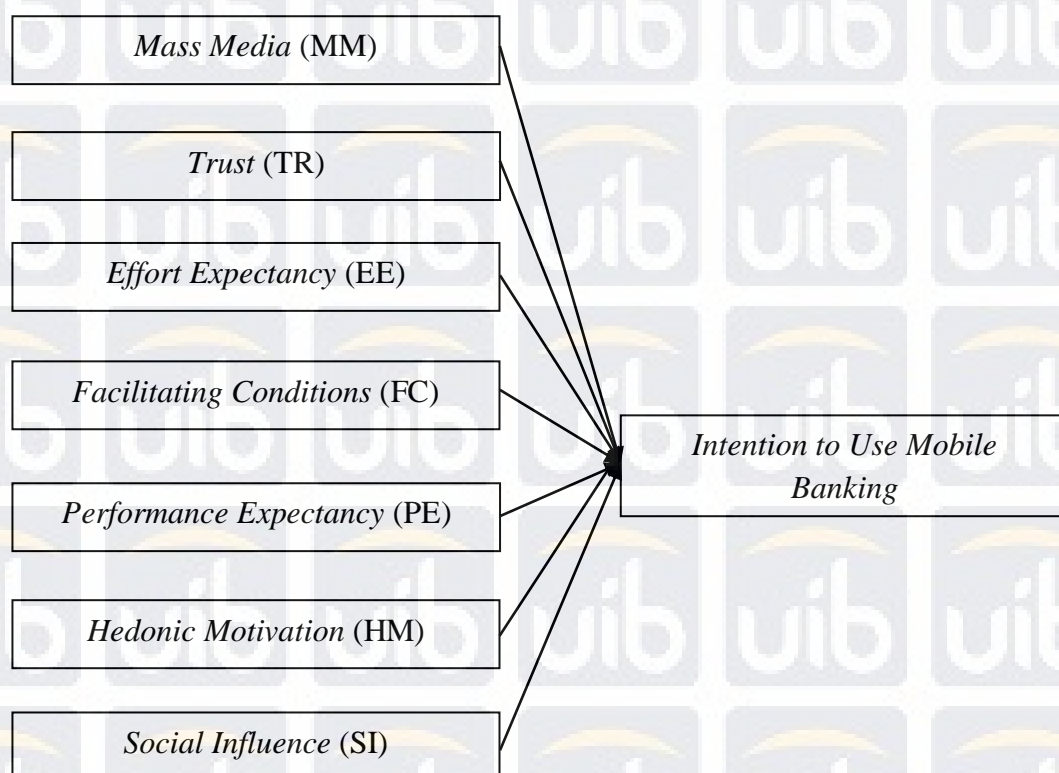 Mass Media (MM)
Trust (TR)
Effort Expectancy (EE)
Facilitating Conditions (FC)
Intention to Use Mobile
Banking
Performance Expectancy (PE)
Hedonic Motivation (HM)
Social Influence (SI)
uib